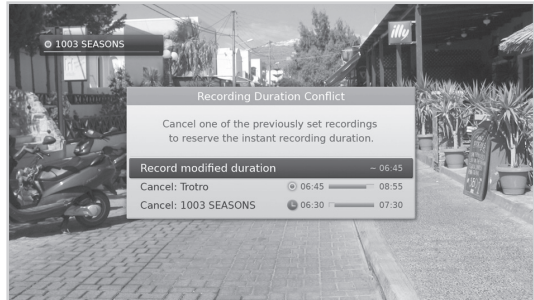 1003 SEASONS
illy
Recording Duration Conflict
Cancel one of the previously set recordings
to reserve the instant recording duration.
Record modified duration ~ 06:45
Cancel: Trotro 06:45 08:55
Cancel: 1003 SEASONS 06:30 07:30